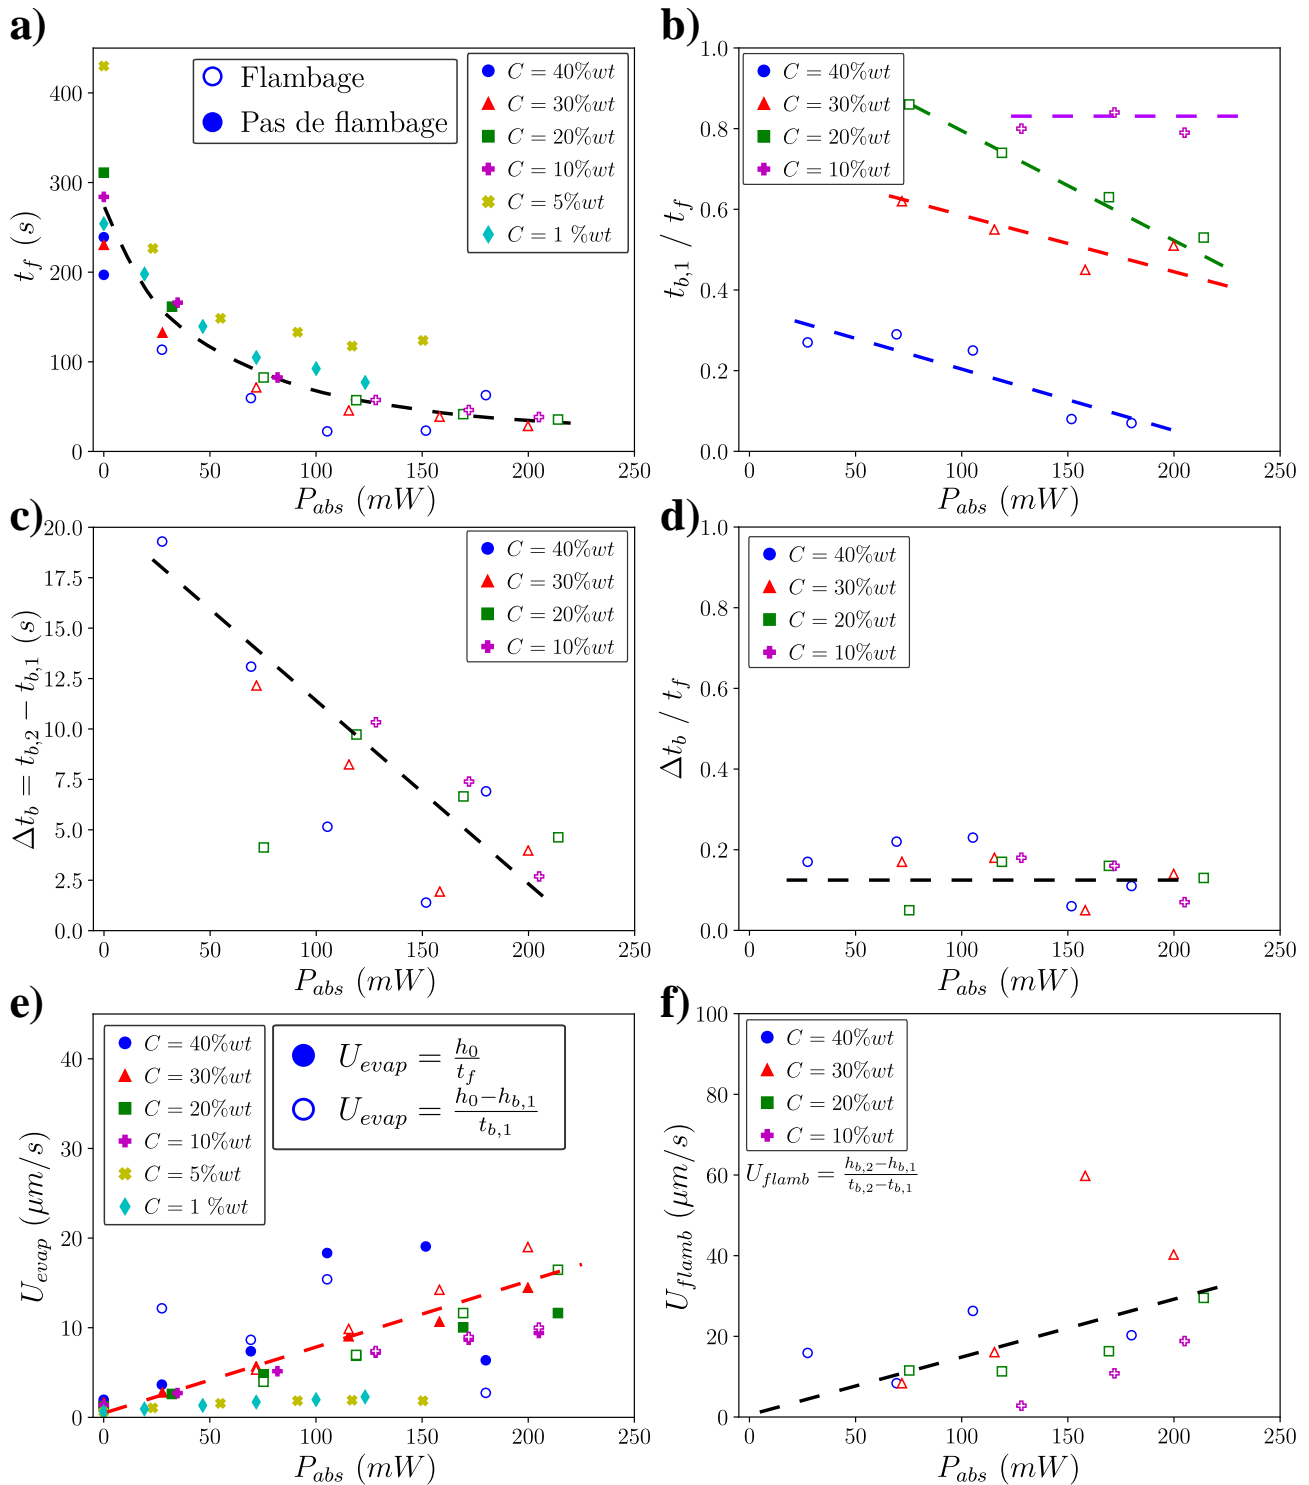 a)
Flambage
Pas de flambage
C = 40%wt
C = 30%wt
C = 20%wt
C = 10%wt
C = 5%wt
C = 1 %wt
400
300
200
100
0
t_f (s)
0 50 100 150 200 250
P_abs (mW)
b)
C = 40%wt
C = 30%wt
C = 20%wt
C = 10%wt
1.0
0.8
0.6
0.4
0.2
0.0
t_b,1 / t_f
0 50 100 150 200 250
P_abs (mW)
c)
C = 40%wt
C = 30%wt
C = 20%wt
C = 10%wt
20.0
17.5
15.0
12.5
10.0
7.5
5.0
2.5
0.0
Δt_b = t_b,2 − t_b,1 (s)
0 50 100 150 200 250
P_abs (mW)
d)
C = 40%wt
C = 30%wt
C = 20%wt
C = 10%wt
1.0
0.8
0.6
0.4
0.2
0.0
Δt_b / t_f
0 50 100 150 200 250
P_abs (mW)
e)
C = 40%wt
C = 30%wt
C = 20%wt
C = 10%wt
C = 5%wt
C = 1 %wt
U_evap = h_0 / t_f
U_evap = (h_0−h_b,1) / t_b,1
40
30
20
10
0
U_evap (μm/s)
0 50 100 150 200 250
P_abs (mW)
f)
C = 40%wt
C = 30%wt
C = 20%wt
C = 10%wt
U_flamb = (h_b,2−h_b,1) / (t_b,2−t_b,1)
100
80
60
40
20
0
U_flamb (μm/s)
0 50 100 150 200 250
P_abs (mW)